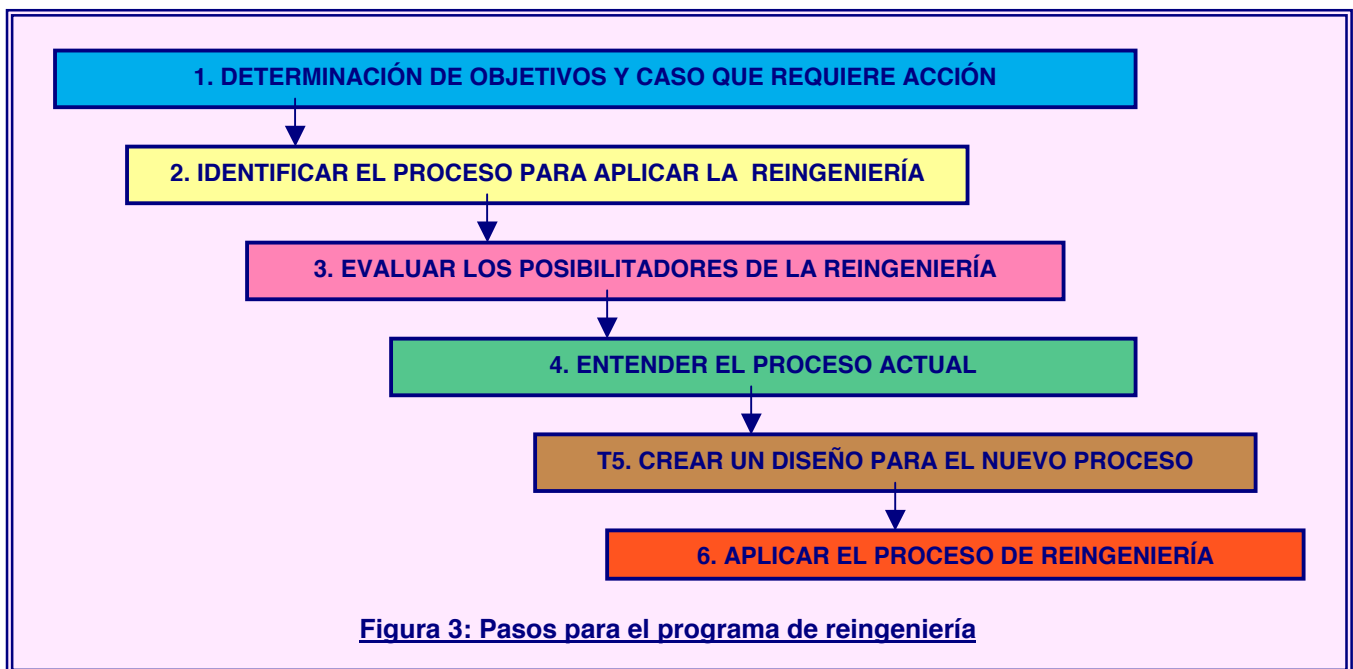 1. DETERMINACIÓN DE OBJETIVOS Y CASO QUE REQUIERE ACCIÓN
2. IDENTIFICAR EL PROCESO PARA APLICAR LA REINGENIERÍA
3. EVALUAR LOS POSIBILITADORES DE LA REINGENIERÍA
4. ENTENDER EL PROCESO ACTUAL
T5. CREAR UN DISEÑO PARA EL NUEVO PROCESO
6. APLICAR EL PROCESO DE REINGENIERÍA
Figura 3: Pasos para el programa de reingeniería